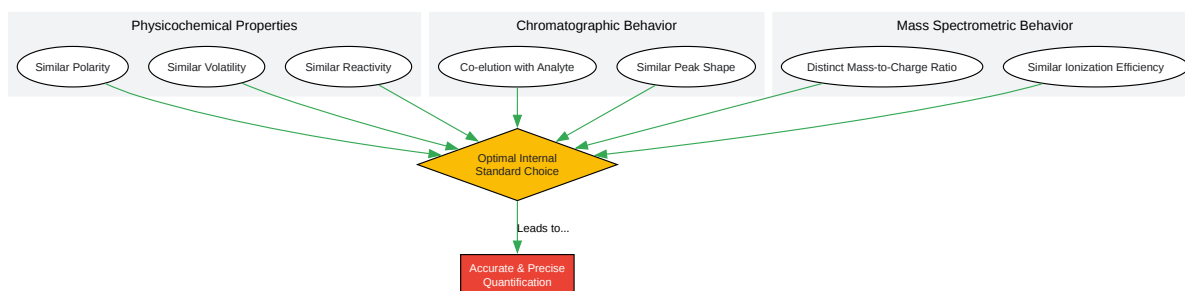 Physicochemical Properties
Chromatographic Behavior
Mass Spectrometric Behavior
Similar Polarity
Similar Volatility
Similar Reactivity
Co-elution with Analyte
Similar Peak Shape
Distinct Mass-to-Charge Ratio
Similar Ionization Efficiency
Optimal Internal
Standard Choice
Leads to...
Accurate & Precise
Quantification